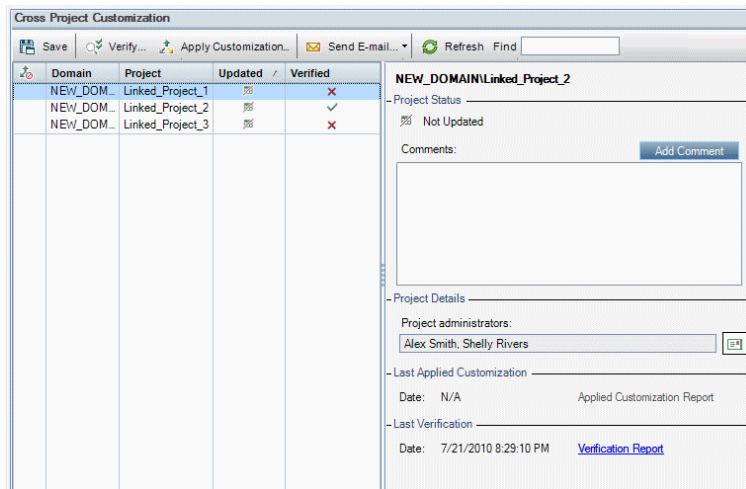 Cross Project Customization
Save Verify... Apply Customization... Send E-mail... Refresh Find
Domain Project Updated Verified
NEW_DOM... Linked_Project_1
NEW_DOM... Linked_Project_2
NEW_DOM... Linked_Project_3
NEW_DOMAIN\Linked_Project_2
Project Status
Not Updated
Comments: Add Comment
Project Details
Project administrators:
Alex Smith, Shelly Rivers
Last Applied Customization
Date: N/A Applied Customization Report
Last Verification
Date: 7/21/2010 8:29:10 PM Verification Report